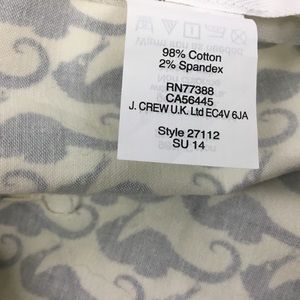 98% Cotton
2% Spandex
RN77388
CA56445
J. CREW U.K. Ltd EC4V 6JA
Style 27112
SU 14